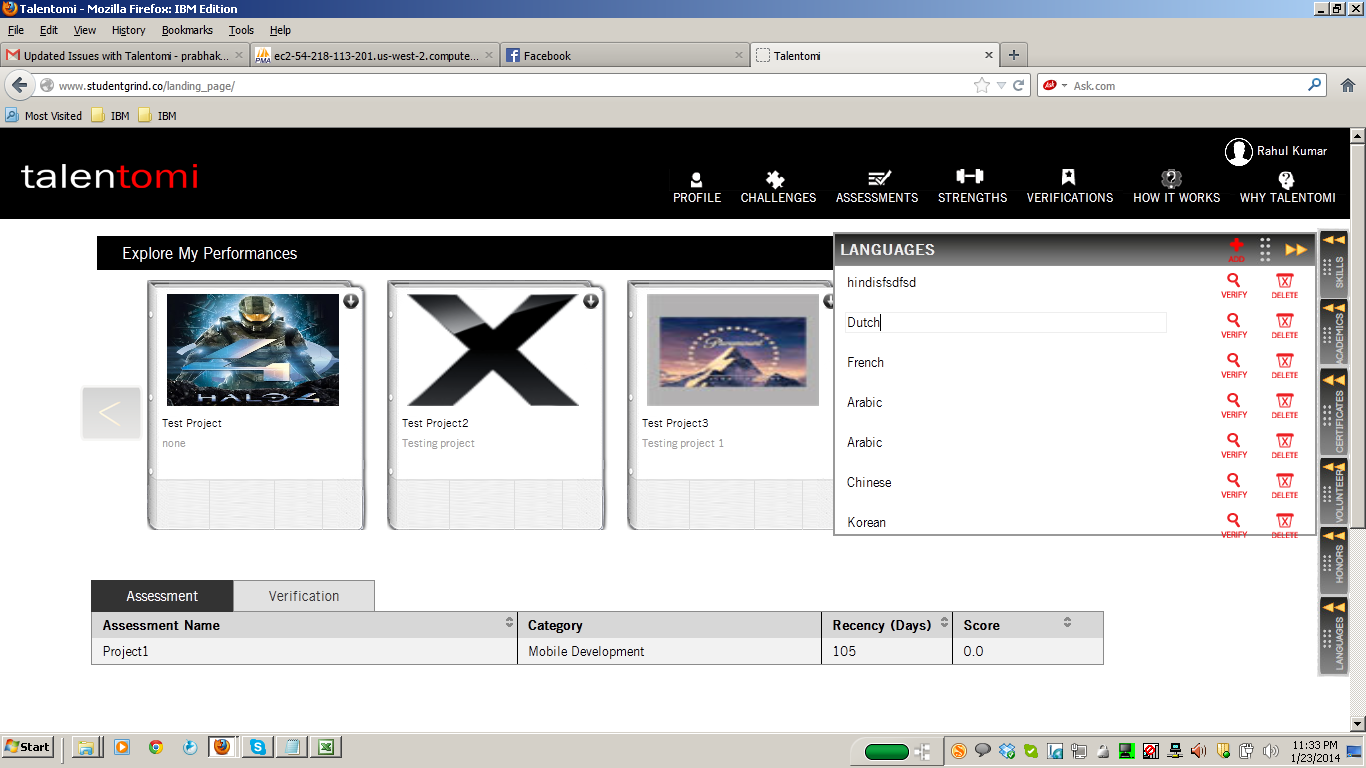 Talentomi - Mozilla Firefox: IBM Edition
File Edit View History Bookmarks Tools Help
Updated Issues with Talentomi - prabhak...
PMA ec2-54-218-113-201.us-west-2.compute...
Facebook
Talentomi
www.studentgrind.co/landing_page/
Ask Ask.com
Most Visited IBM IBM
Rahul Kumar
talentomi
PROFILE CHALLENGES ASSESSMENTS STRENGTHS VERIFICATIONS HOW IT WORKS WHY TALENTOMI
Explore My Performances
HALO 4
Test Project
none
Test Project2
Testing project
Paramount
Test Project3
Testing project 1
LANGUAGES ADD
hindisfsdfsd VERIFY DELETE
Dutch VERIFY DELETE
French VERIFY DELETE
Arabic VERIFY DELETE
Arabic VERIFY DELETE
Chinese VERIFY DELETE
Korean VERIFY DELETE
SKILLS
ACADEMICS
CERTIFICATES
VOLUNTEER
HONORS
LANGUAGES
Assessment Verification
Assessment Name Category Recency (Days) Score
Project1 Mobile Development 105 0.0
Start
11:33 PM
1/23/2014